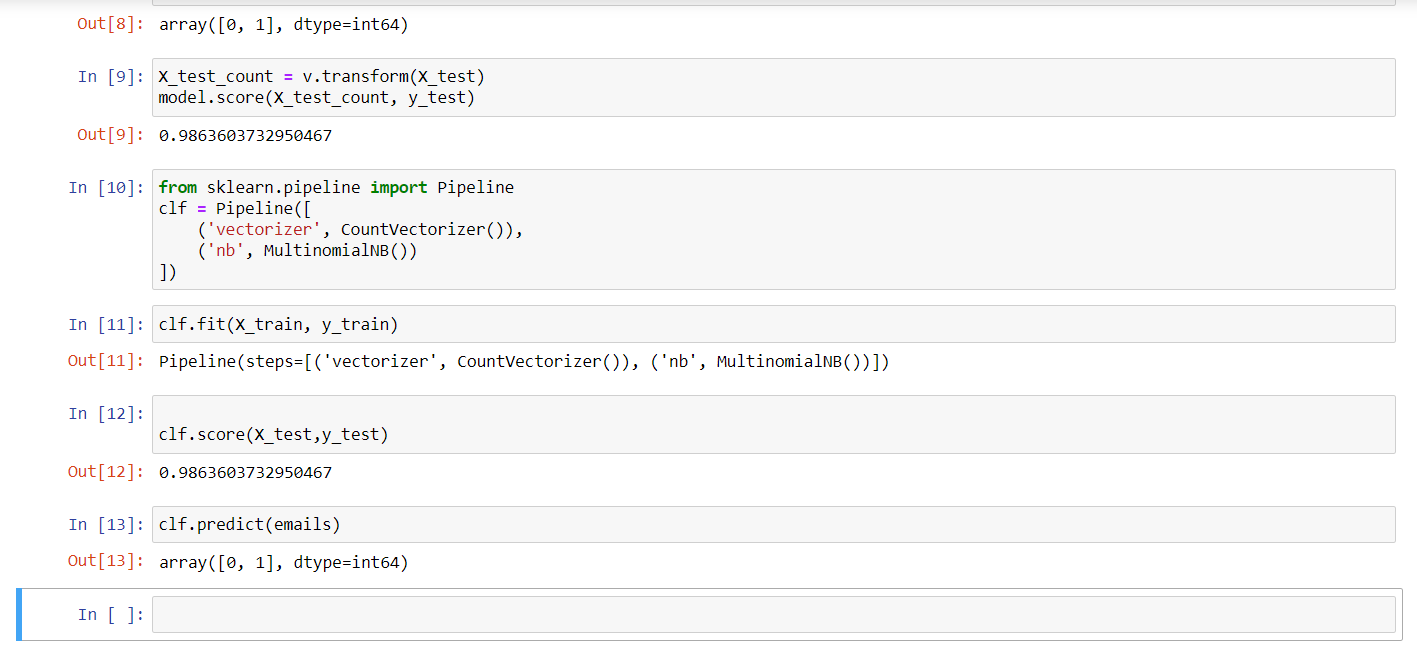 Out[8]: array([0, 1], dtype=int64)
In [9]: X_test_count = v.transform(X_test)
model.score(X_test_count, y_test)
Out[9]: 0.9863603732950467
In [10]: from sklearn.pipeline import Pipeline
clf = Pipeline([
    ('vectorizer', CountVectorizer()),
    ('nb', MultinomialNB())
])
In [11]: clf.fit(X_train, y_train)
Out[11]: Pipeline(steps=[('vectorizer', CountVectorizer()), ('nb', MultinomialNB())])
In [12]:
clf.score(X_test,y_test)
Out[12]: 0.9863603732950467
In [13]: clf.predict(emails)
Out[13]: array([0, 1], dtype=int64)
In [ ]: